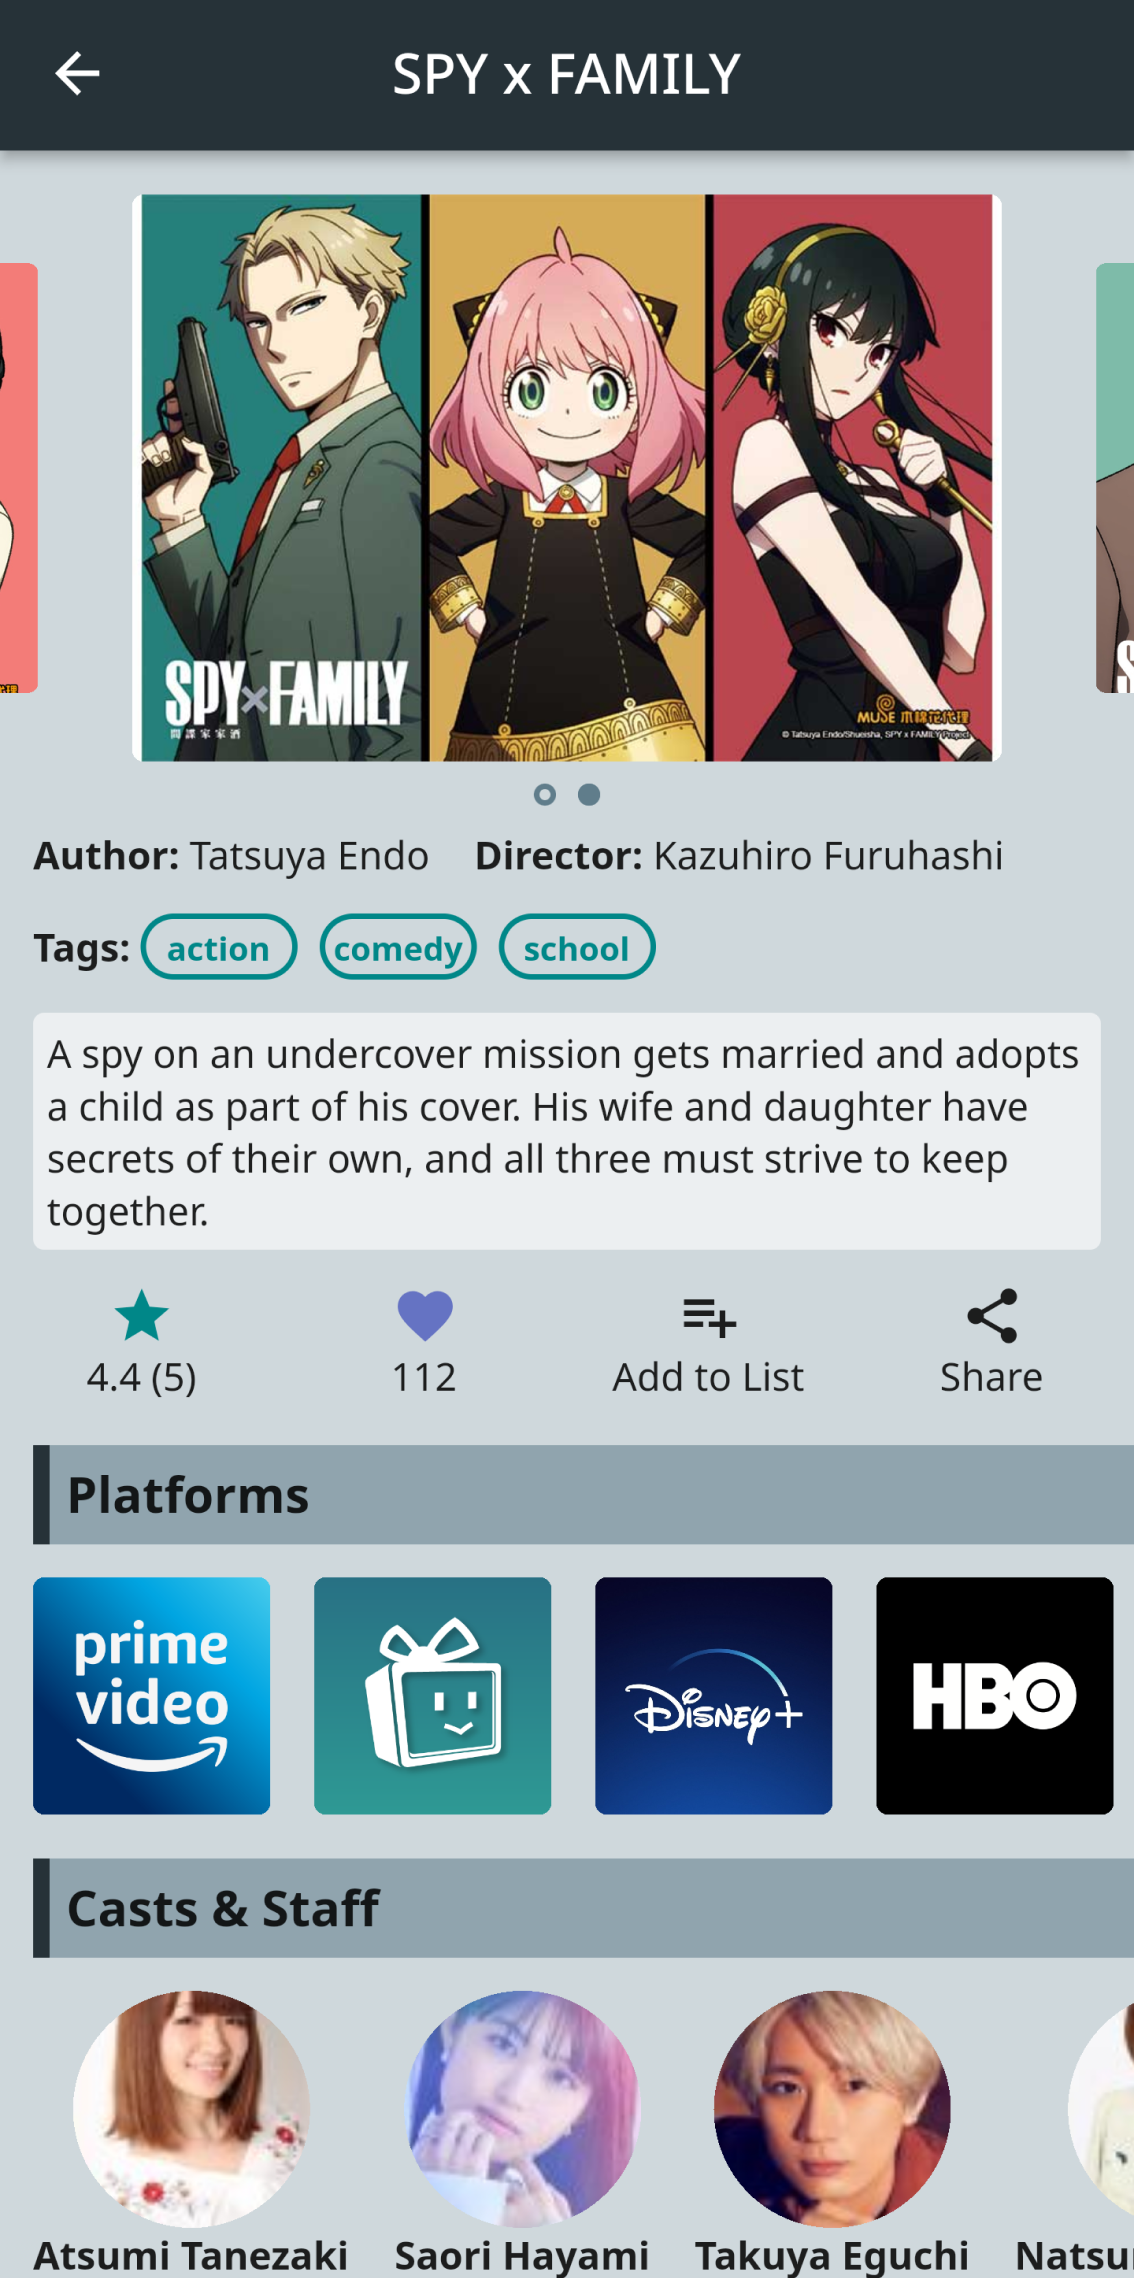 SPY x FAMILY
SPY×FAMILY
間諜家家酒
MUSE 木棉花代理
© Tatsuya Endo/Shueisha, SPY x FAMILY Project
Author: Tatsuya Endo Director: Kazuhiro Furuhashi
Tags: action comedy school
A spy on an undercover mission gets married and adopts
a child as part of his cover. His wife and daughter have
secrets of their own, and all three must strive to keep
together.
4.4 (5) 112 Add to List Share
Platforms
prime video
Disney+
HBO
Casts & Staff
Atsumi Tanezaki Saori Hayami Takuya Eguchi